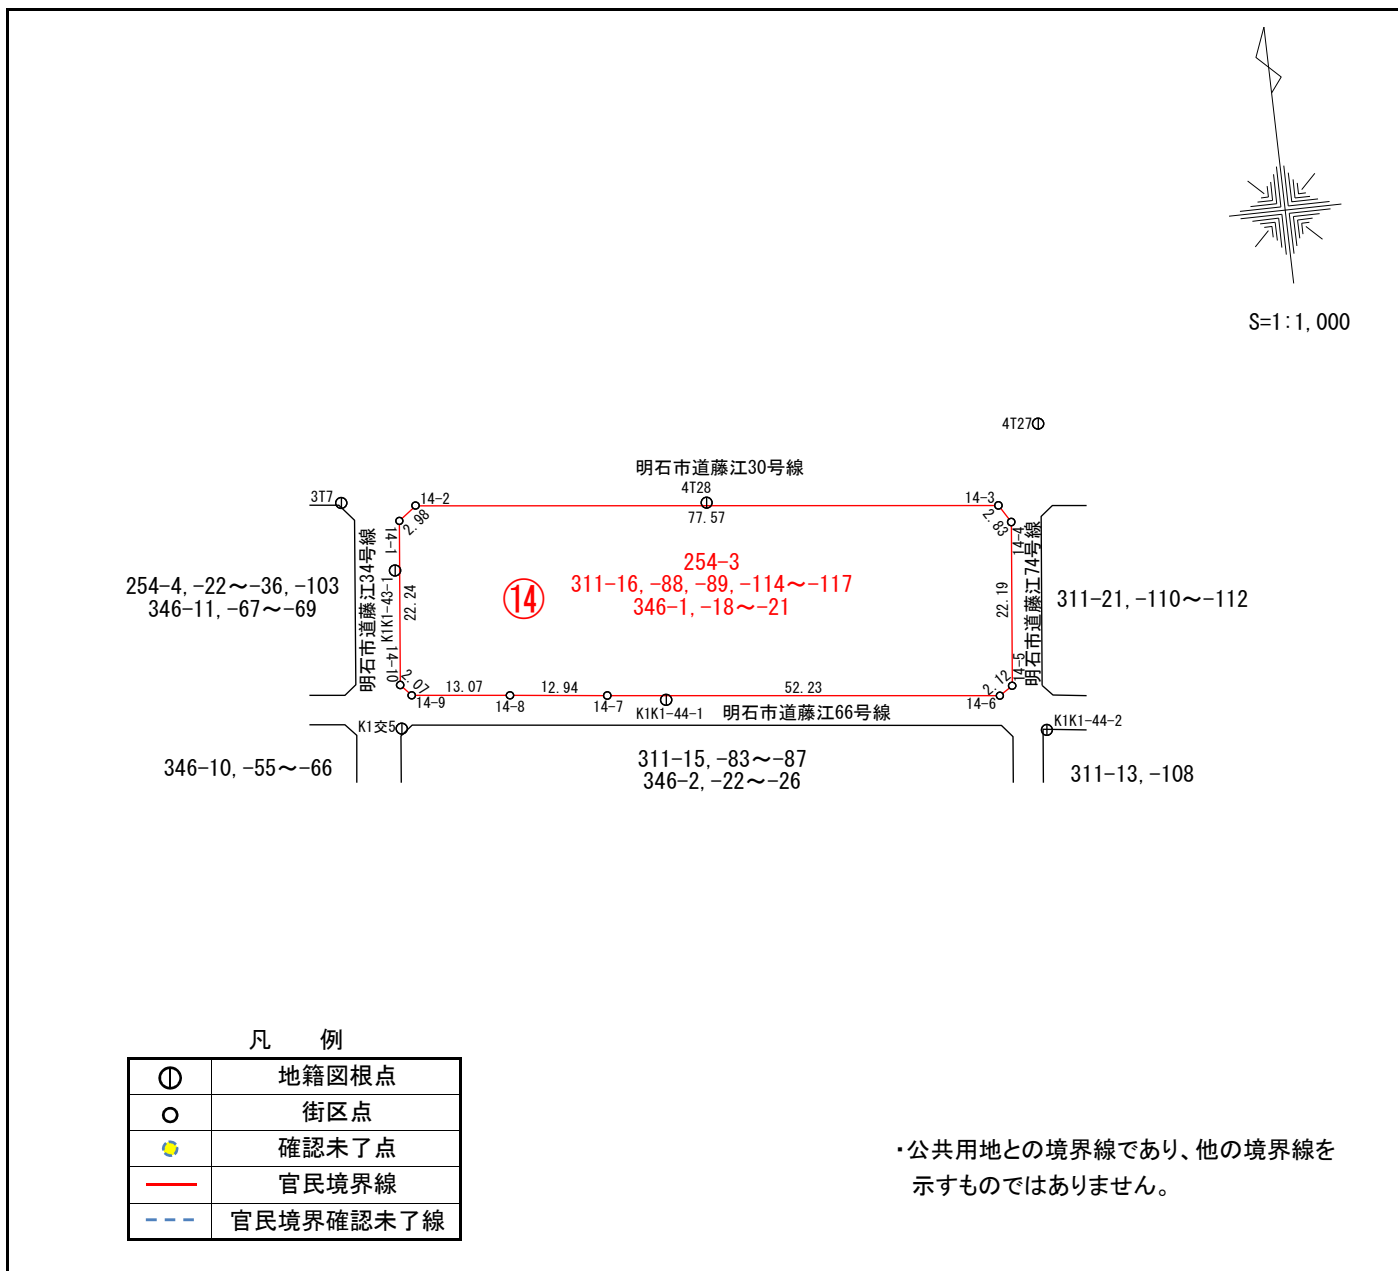 S=1:1,000
4T27
明石市道藤江30号線
4T28
77.57
3T7
14-2
14-3
2.98
2.83
14-1
14-4
明石市道藤江34号線
K1K1-43-1
22.24
22.19
明石市道藤江74号線
254-4, -22～-36, -103
346-11, -67～-69
⑭
254-3
311-16, -88, -89, -114～-117
346-1, -18～-21
311-21, -110～-112
14-10
14-5
2.07
13.07
12.94
52.23
2.12
14-9
14-8
14-7
14-6
K1K1-44-1
明石市道藤江66号線
K1交5
K1K1-44-2
346-10, -55～-66
311-15, -83～-87
346-2, -22～-26
311-13, -108
凡 例
地籍図根点
街区点
確認未了点
官民境界線
官民境界確認未了線
・公共用地との境界線であり、他の境界線を
示すものではありません。